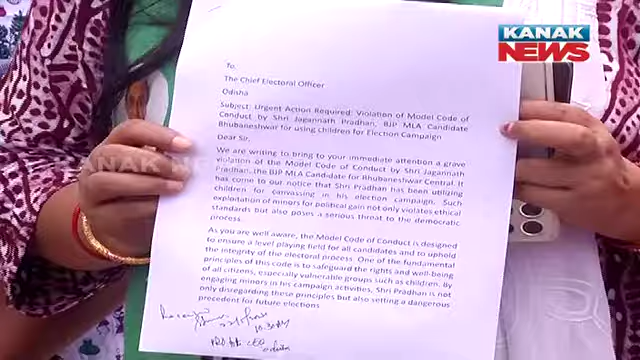 KANAK
NEWS
To,
The Chief Electoral Officer
Odisha
Subject: Urgent Action Required: Violation of Model Code of
Conduct by Shri Jagannath Pradhan, BJP MLA Candidate
Bhubaneshwar for using children for Election Campaign
Dear Sir,
We are writing to bring to your immediate attention a grave
violation of the Model Code of Conduct by Shri Jagannath
Pradhan, the BJP MLA Candidate for Bhubaneshwar Central. It
has come to our notice that Shri Pradhan has been utilizing
children for canvassing in his election campaign. Such
exploitation of minors for political gain not only violates ethical
standards but also poses a serious threat to the democratic
process.
As you are well aware, the Model Code of Conduct is designed
to ensure a level playing field for all candidates and to uphold
the integrity of the electoral process. One of the fundamental
principles of this code is to safeguard the rights and well-being
of all citizens, especially vulnerable groups such as children. By
engaging minors in his campaign activities, Shri Pradhan is not
only disregarding these principles but also setting a dangerous
precedent for future elections
KANAK NEWS